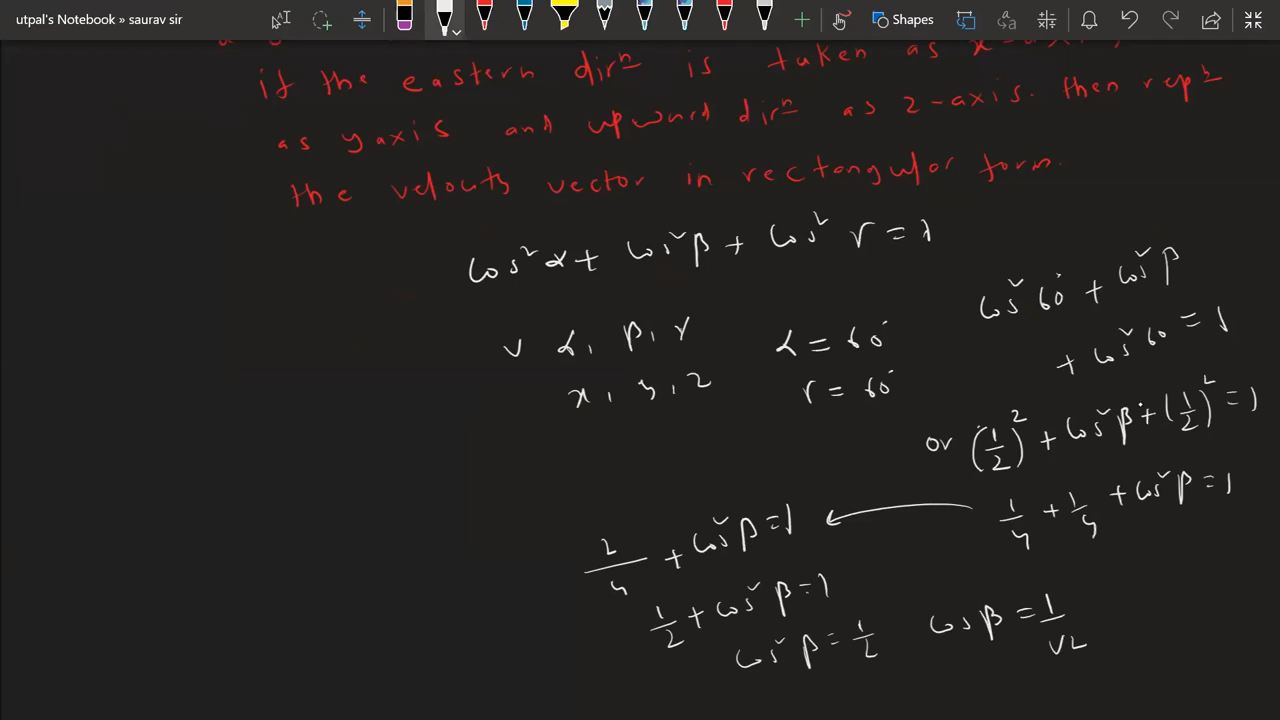 utpal's Notebook » saurav sir
Shapes
if the eastern dirⁿ is taken as x-axis,
as y axis and upward dirⁿ as z-axis. then repⁿ
the velocity vector in rectangular form.
cos²α + cos²β + cos²γ = 1
v α, β, γ
x, y, z
α = 60°
γ = 60°
cos²60° + cos²β
+ cos²60 = 1
or (1/2)² + cos²β + (1/2)² = 1
1/4 + 1/4 + cos²β = 1
2/4 + cos²β = 1
1/2 + cos²β = 1
cos²β = 1/2
cosβ = 1/√2